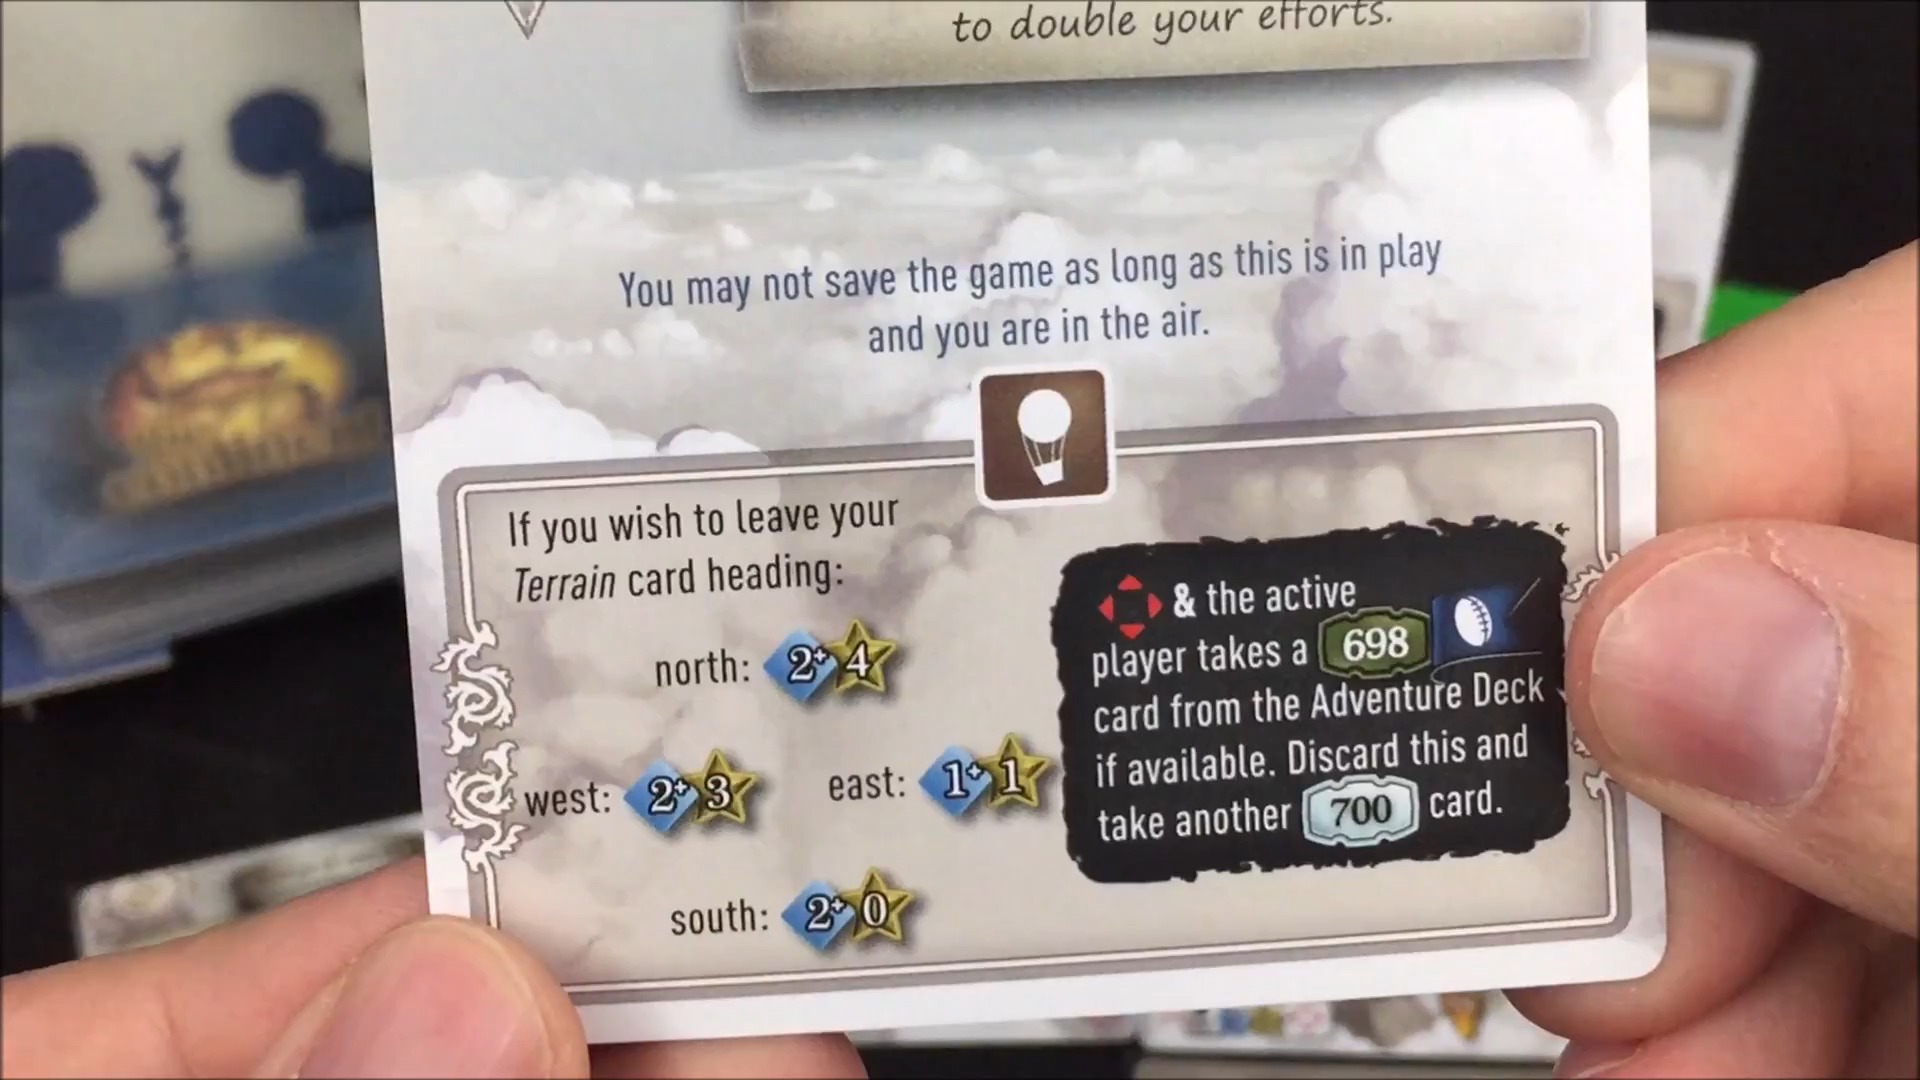 to double your efforts.
You may not save the game as long as this is in play
and you are in the air.
If you wish to leave your
Terrain card heading:
north: 2+ 4
west: 2+ 3
east: 1+ 1
south: 2+ 0
& the active
player takes a 698
card from the Adventure Deck
if available. Discard this and
take another 700 card.